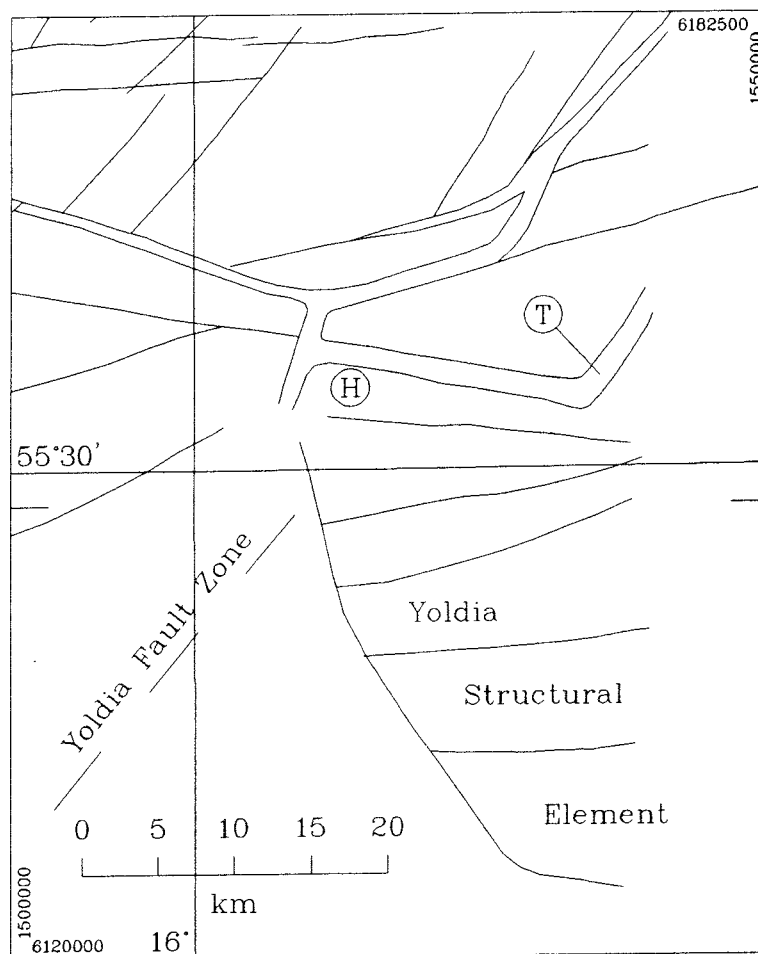 6182500
1550000
T
H
55°30'
Yoldia Fault Zone
Yoldia
Structural
Element
0 5 10 15 20
km
1500000
6120000
16°